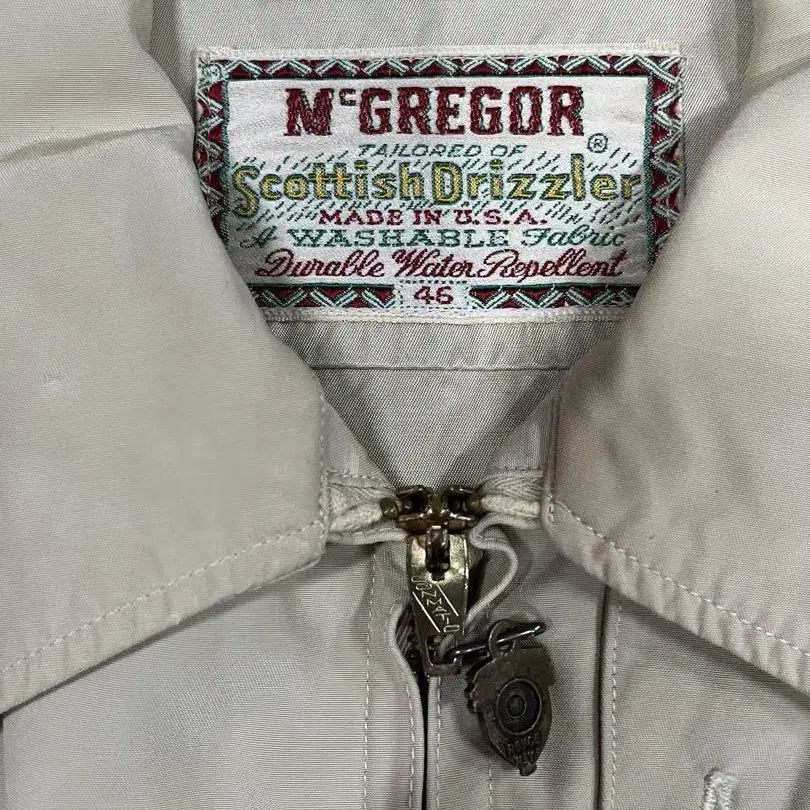 McGREGOR
®
TAILORED OF
Scottish Drizzler
MADE IN U.S.A.
A WASHABLE Fabric
Durable Water Repellent
46